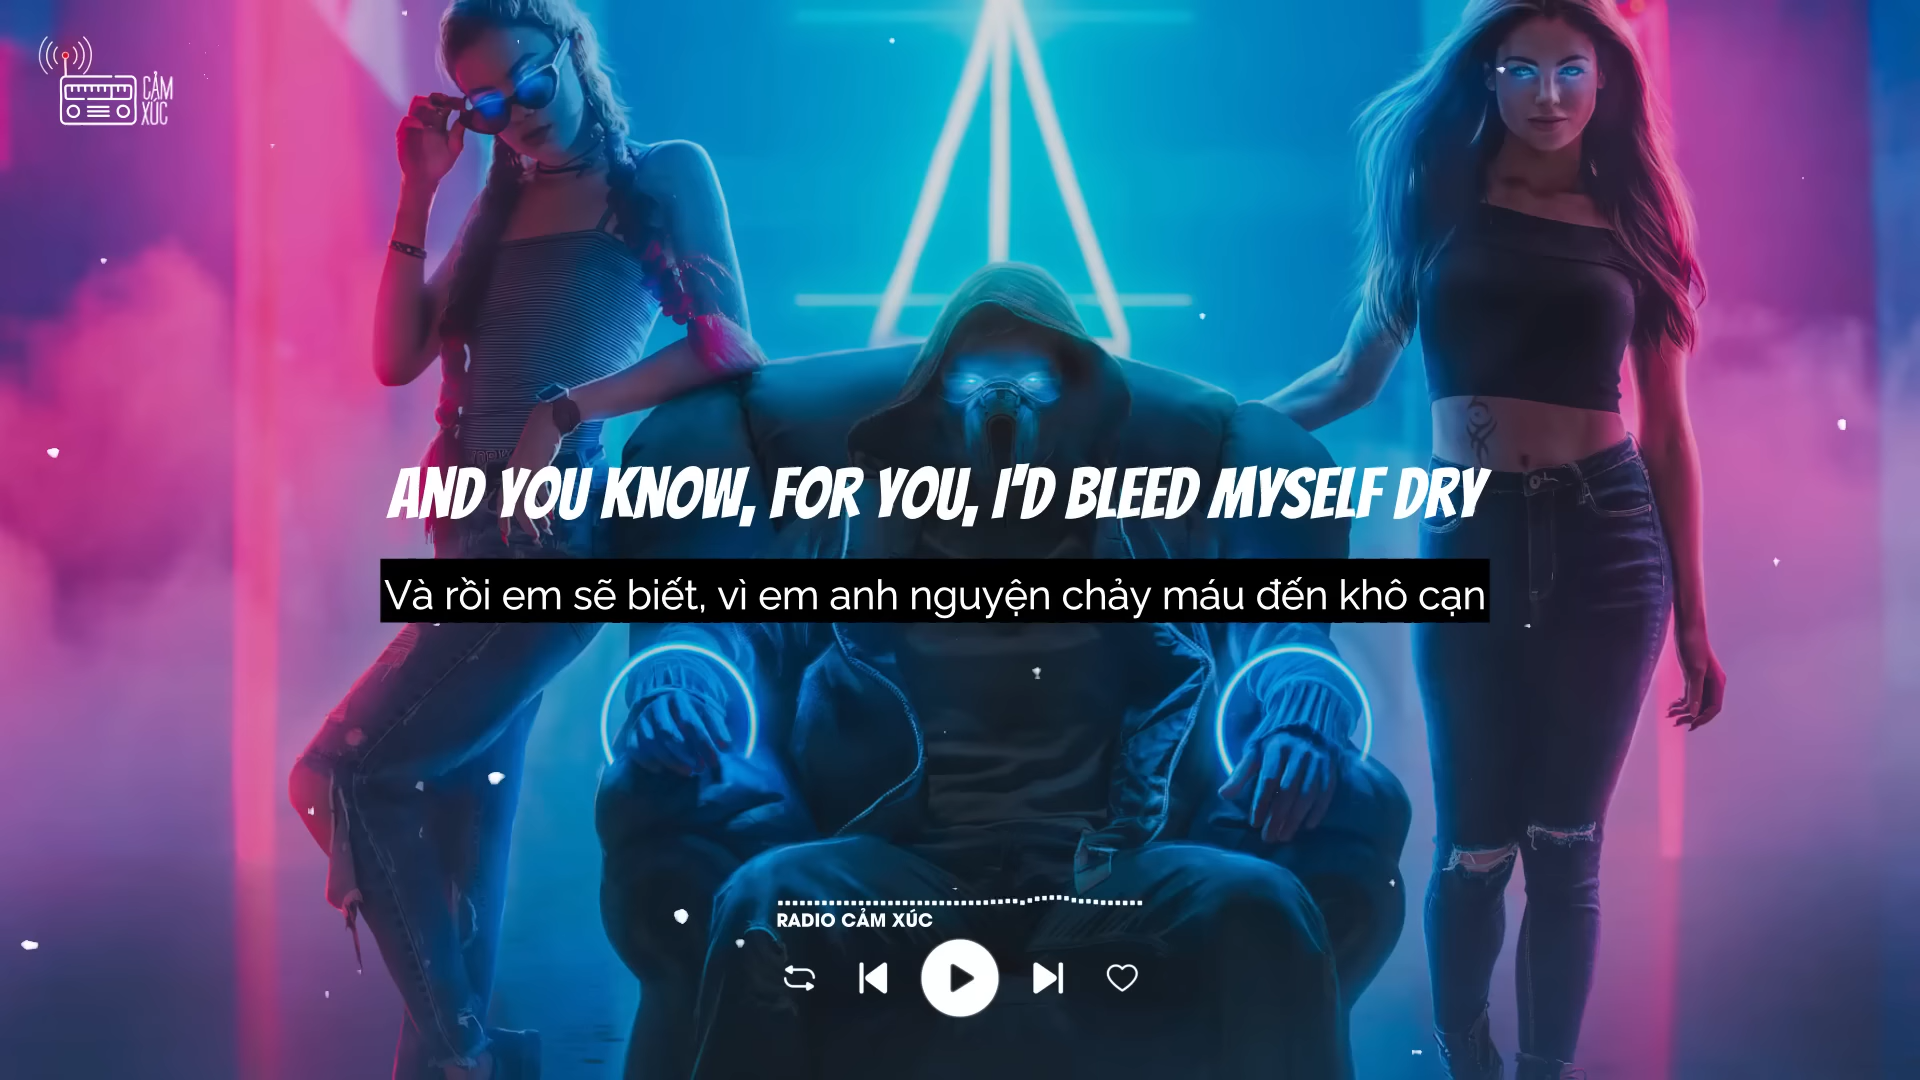 CẢM
XÚC
AND YOU KNOW, FOR YOU, I'D BLEED MYSELF DRY
Và rồi em sẽ biết, vì em anh nguyện chảy máu đến khô cạn
RADIO CẢM XÚC